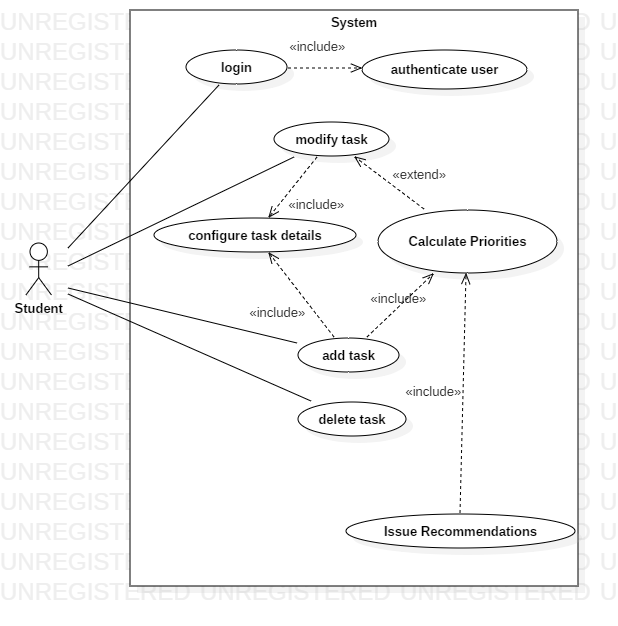 System
«include»
login
authenticate user
modify task
«extend»
«include»
configure task details
Calculate Priorities
Student
«include»
«include»
add task
«include»
delete task
Issue Recommendations
UNREGISTERED UNREGISTERED UNREGISTERED U